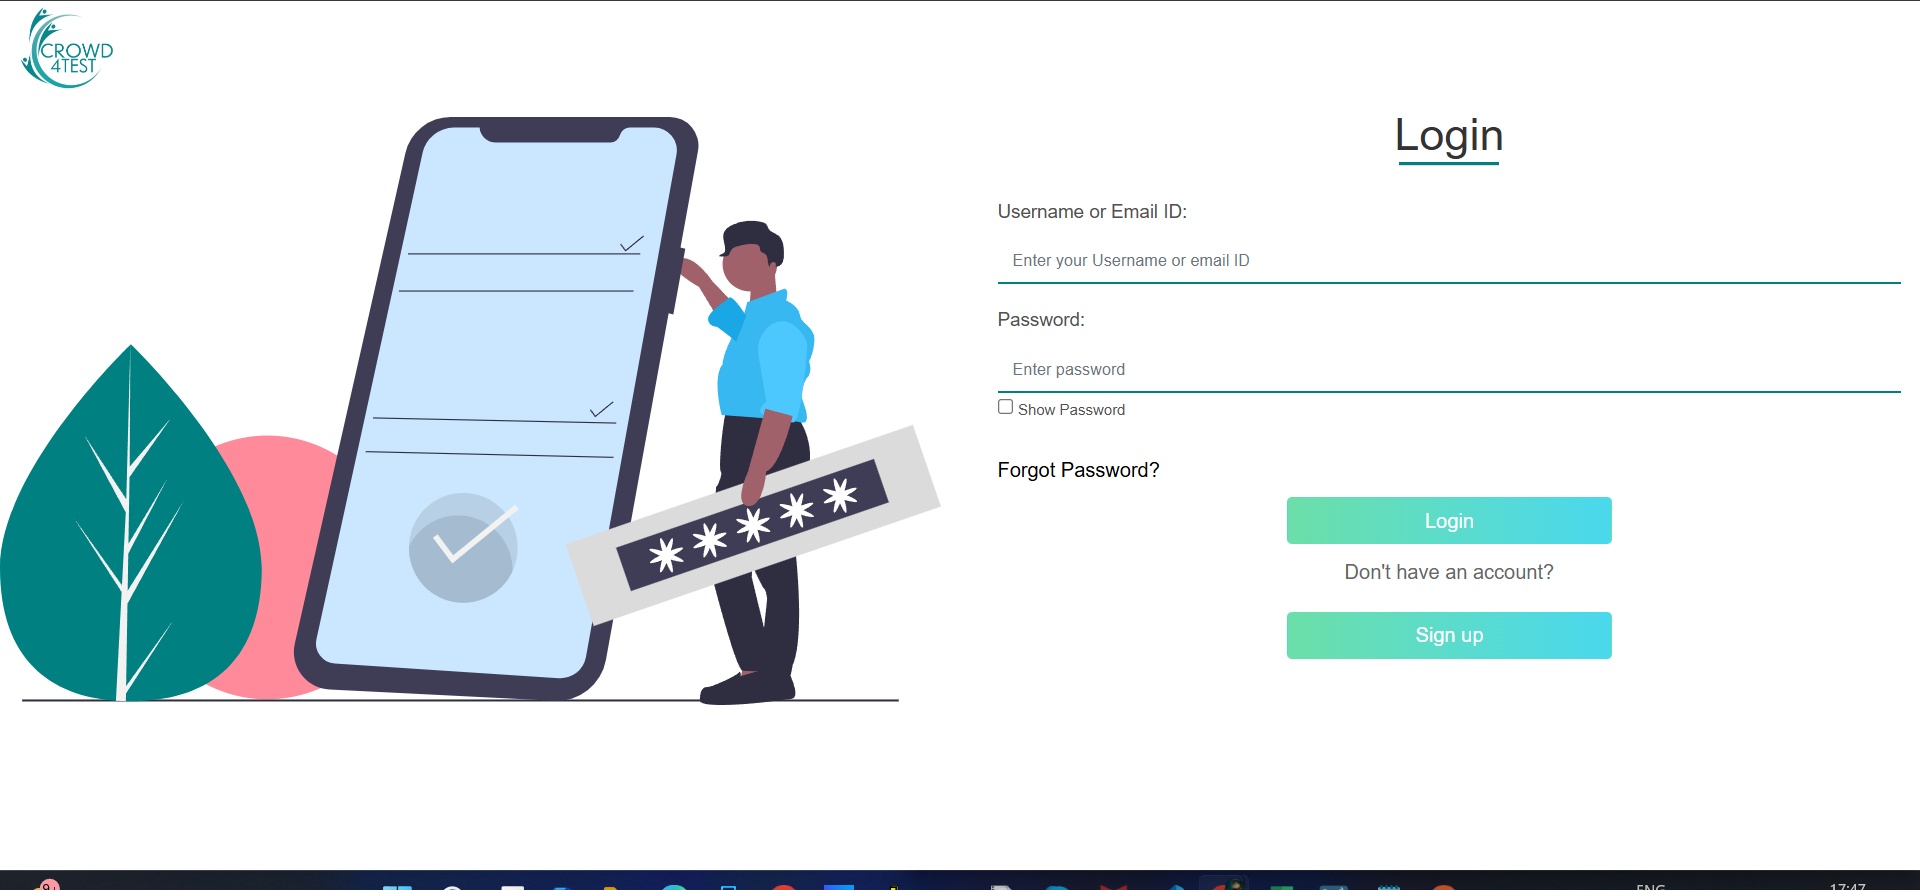 CROWD
4TEST
Login
Username or Email ID:
Enter your Username or email ID
Password:
Enter password
Show Password
Forgot Password?
Login
Don't have an account?
Sign up
ENG
17:47